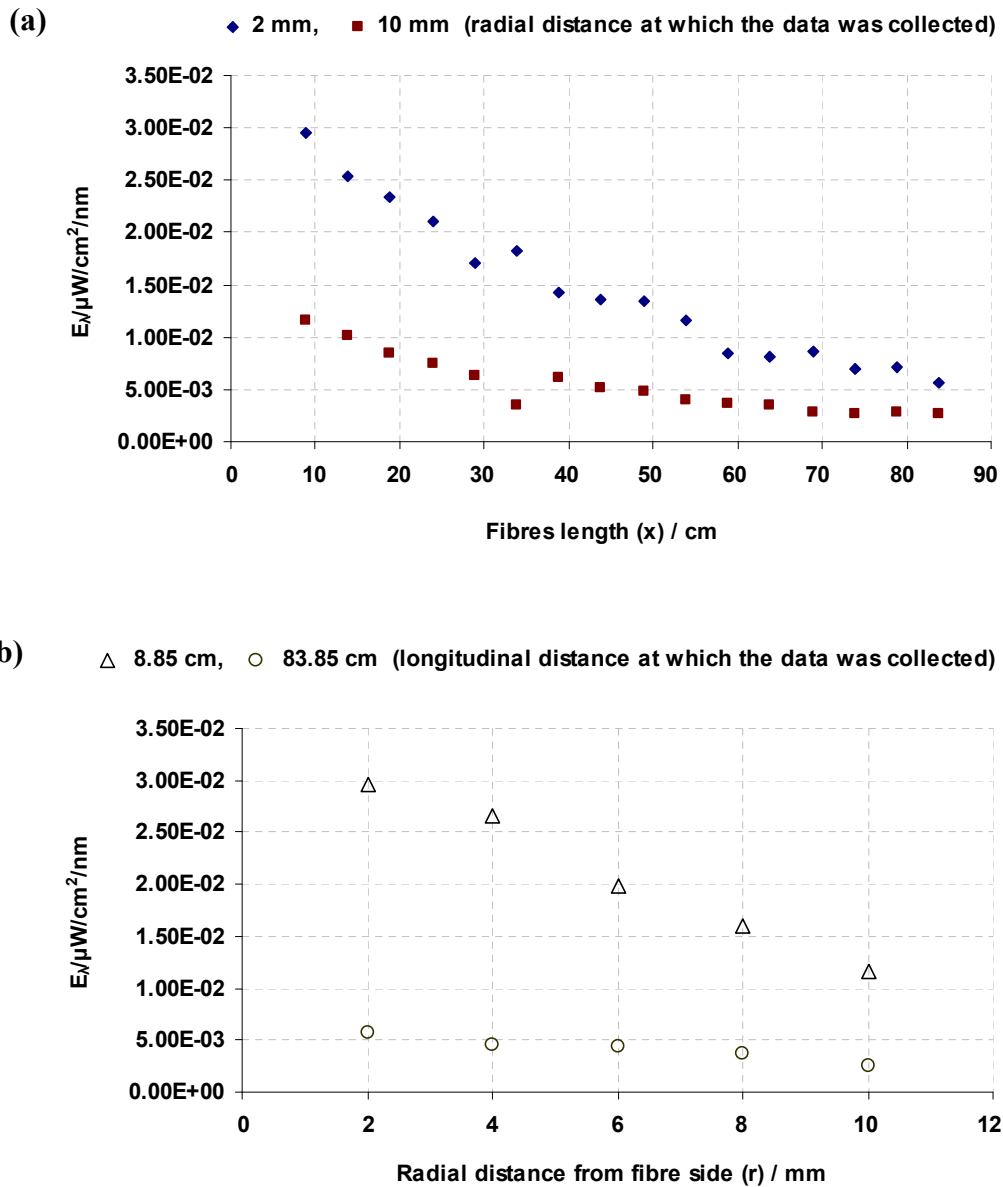 (a)
2 mm, 10 mm (radial distance at which the data was collected)
3.50E-02
3.00E-02
2.50E-02
2.00E-02
1.50E-02
1.00E-02
5.00E-03
0.00E+00
Eλ/µW/cm²/nm
0 10 20 30 40 50 60 70 80 90
Fibres length (x) / cm
b)
8.85 cm, 83.85 cm (longitudinal distance at which the data was collected)
3.50E-02
3.00E-02
2.50E-02
2.00E-02
1.50E-02
1.00E-02
5.00E-03
0.00E+00
Eλ/µW/cm²/nm
0 2 4 6 8 10 12
Radial distance from fibre side (r) / mm